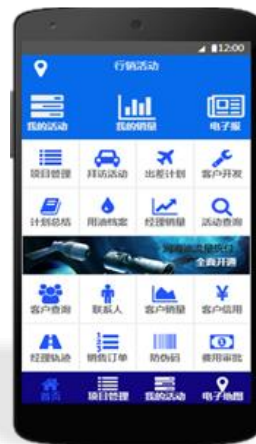 12:00
行销活动
我的活动 我的销量 电子报
项目管理 拜访活动 出差计划 客户开发
计划总结 用油档案 经理销量 活动查询
全面开通
客户查询 联系人 客户销量 客户信用
经理轨迹 销售订单 防伪码 费用审批
首页 项目管理 我的活动 电子地图